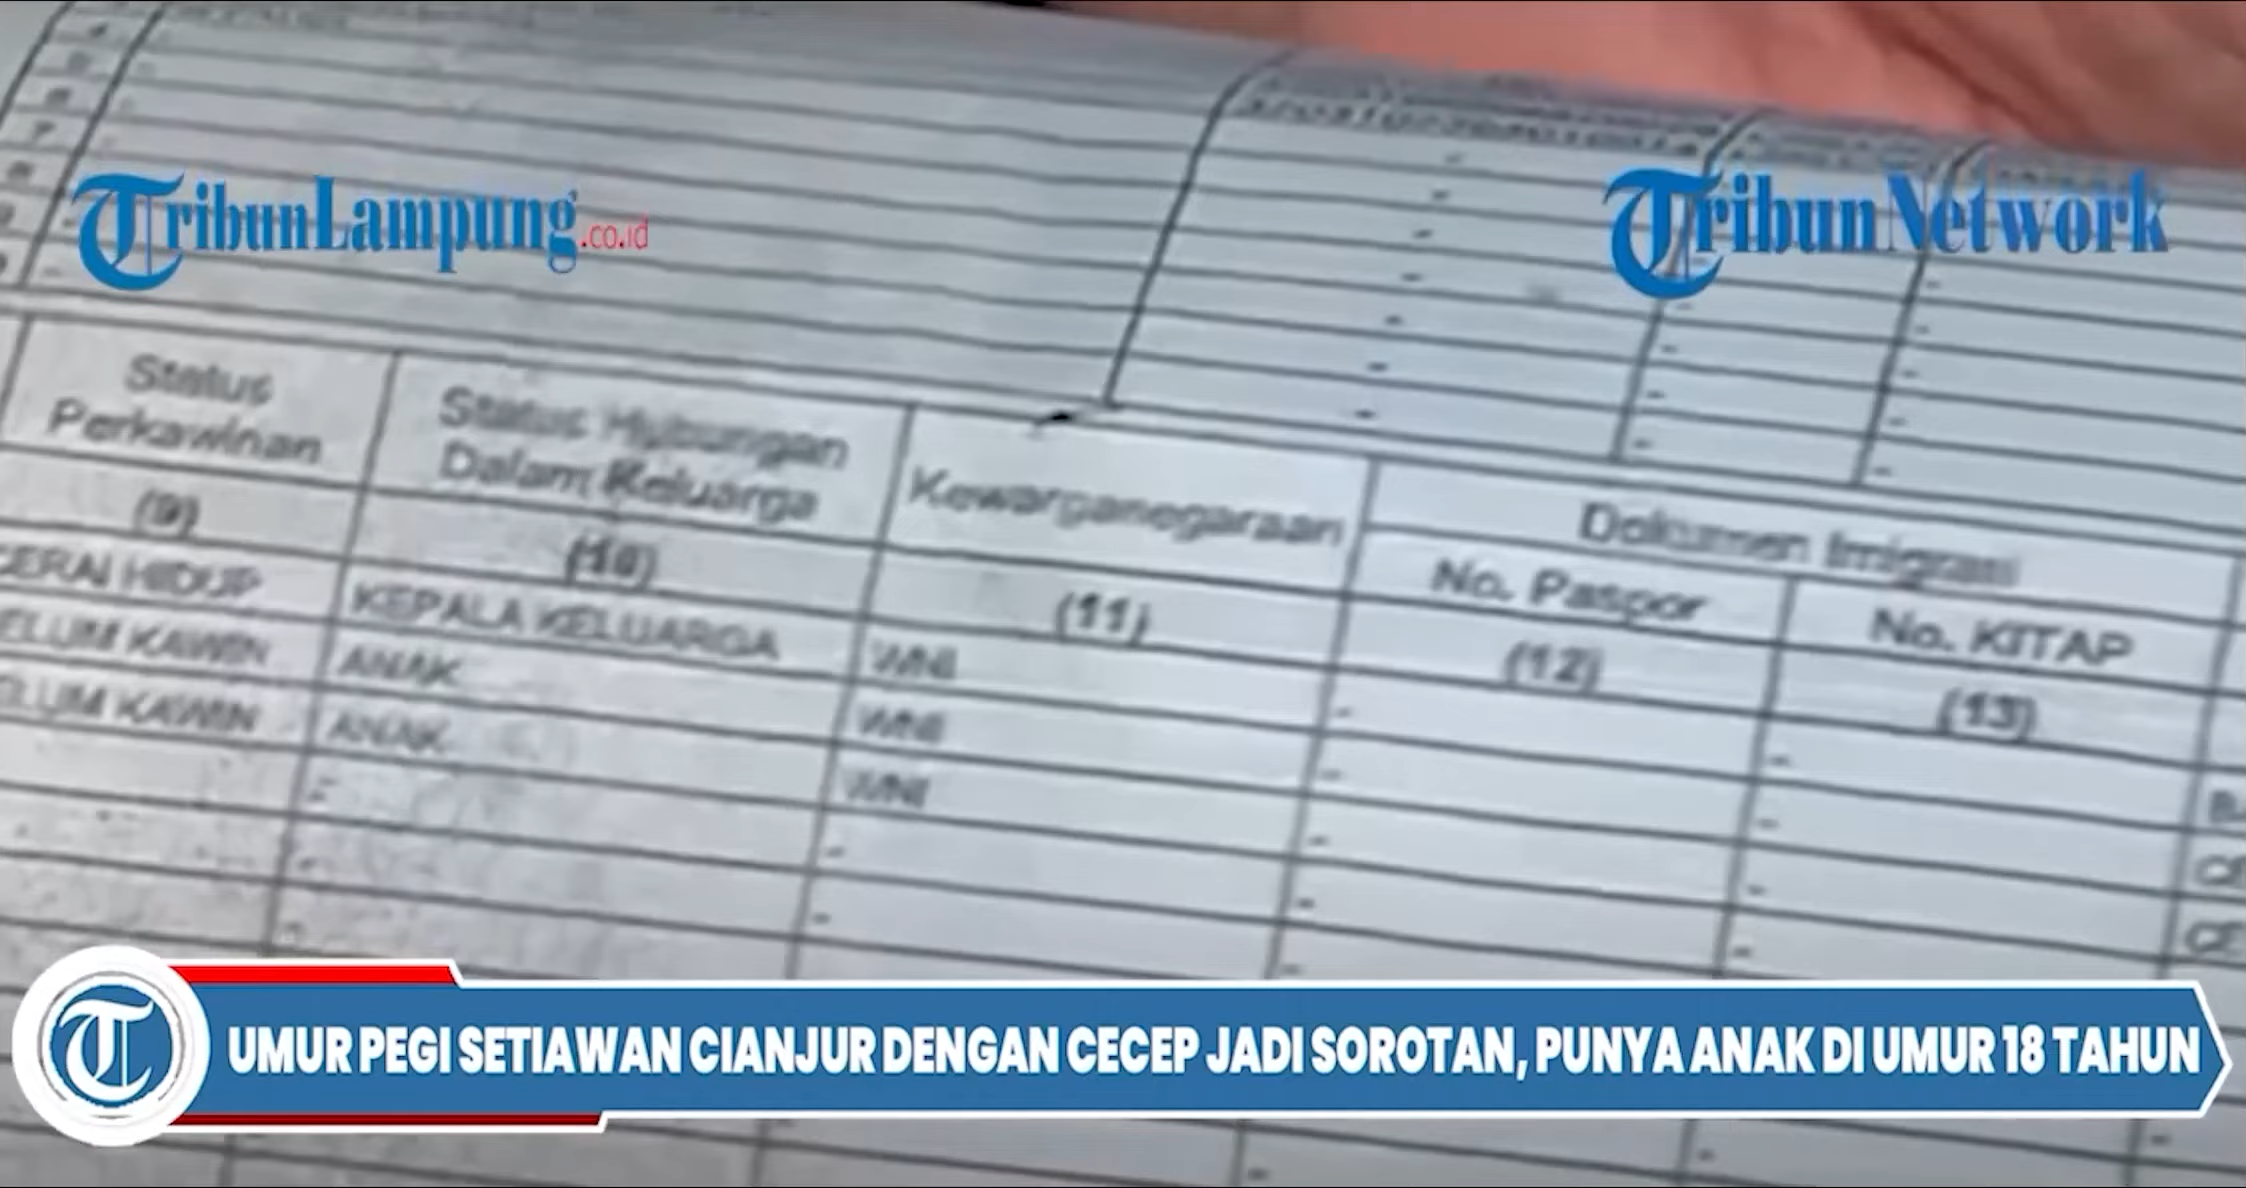 TribunLampung.co.id
TribunNetwork
Status
Perkawinan
Status Hubungan
Dalam Keluarga
Kewarganegaraan
Dokumen Imigrasi
No. Paspor
No. KITAP
(9)
(10)
(11)
(12)
(13)
CERAI HIDUP KEPALA KELUARGA WNI - -
ELUM KAWIN ANAK WNI - -
ELUM KAWIN ANAK WNI - -
UMUR PEGI SETIAWAN CIANJUR DENGAN CECEP JADI SOROTAN, PUNYA ANAK DI UMUR 18 TAHUN